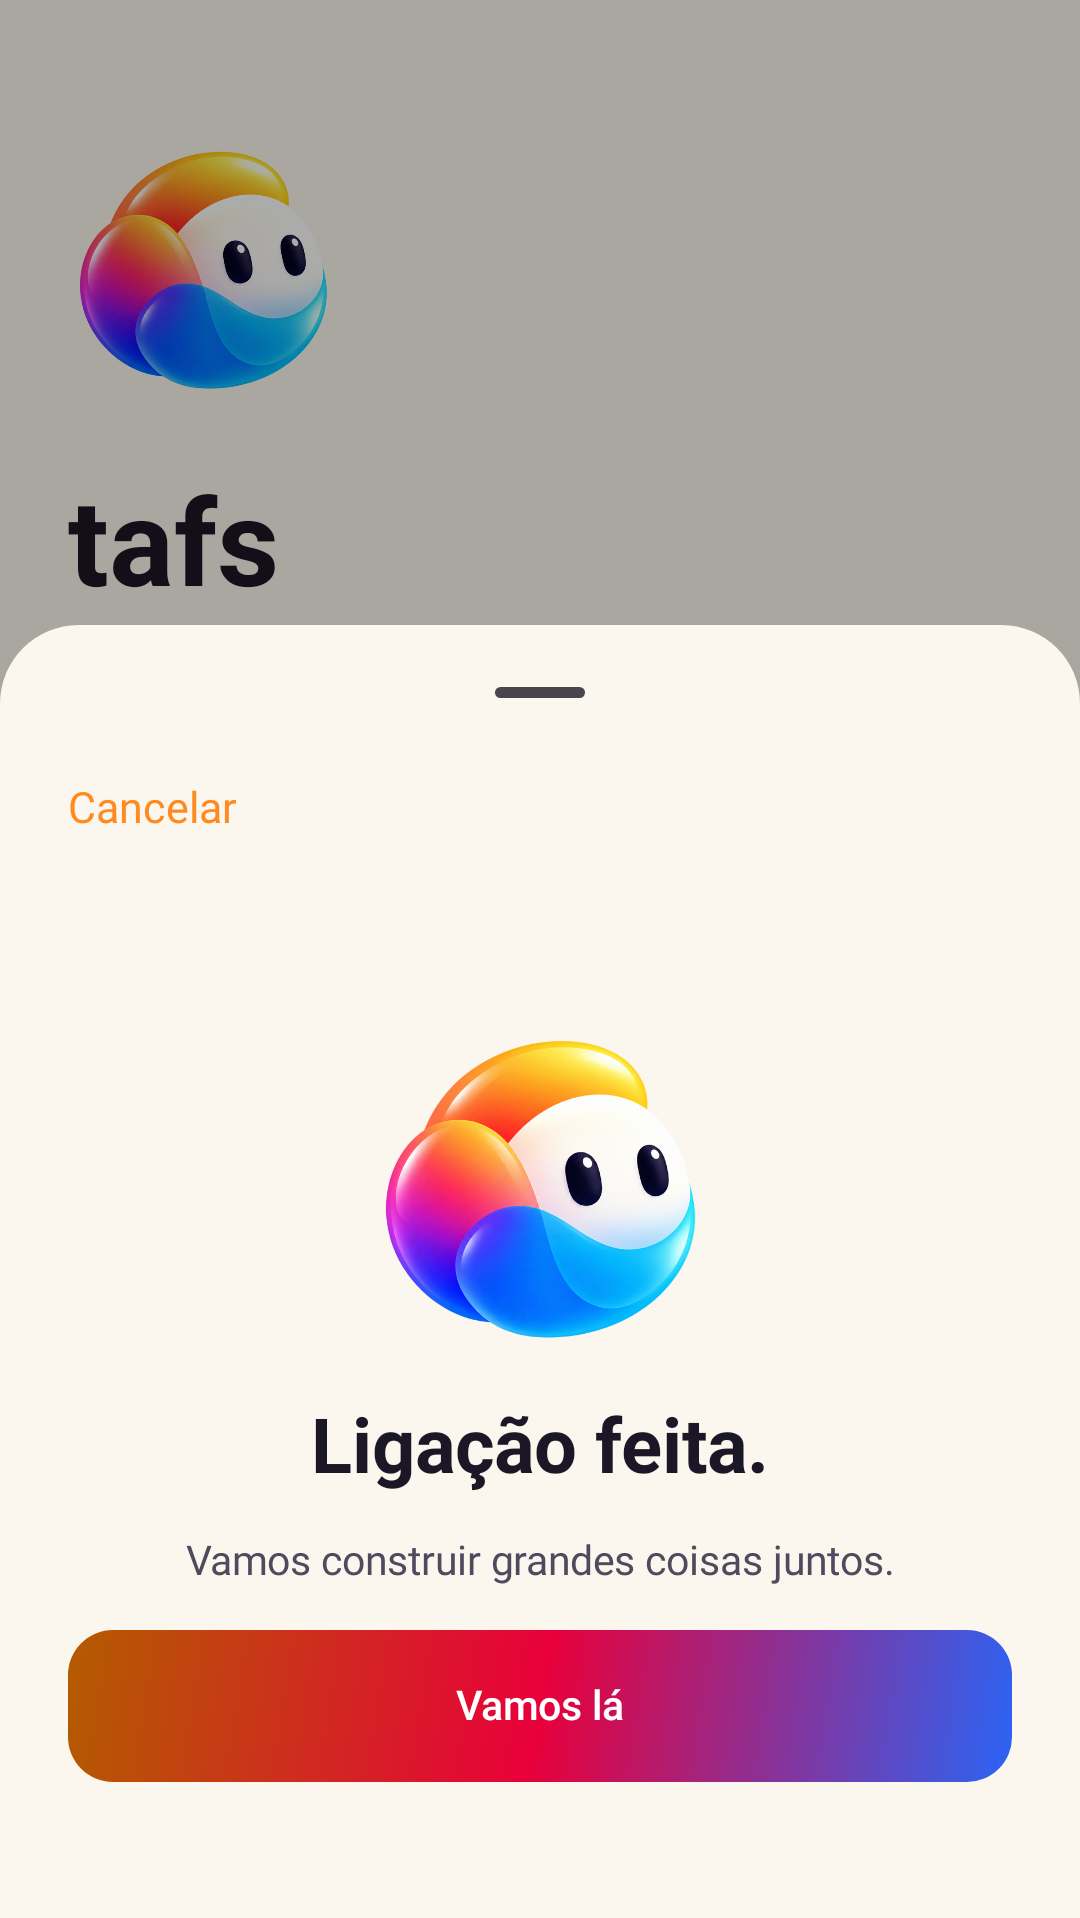 tafs
Cancelar
Ligação feita.
Vamos construir grandes coisas juntos.
Vamos lá